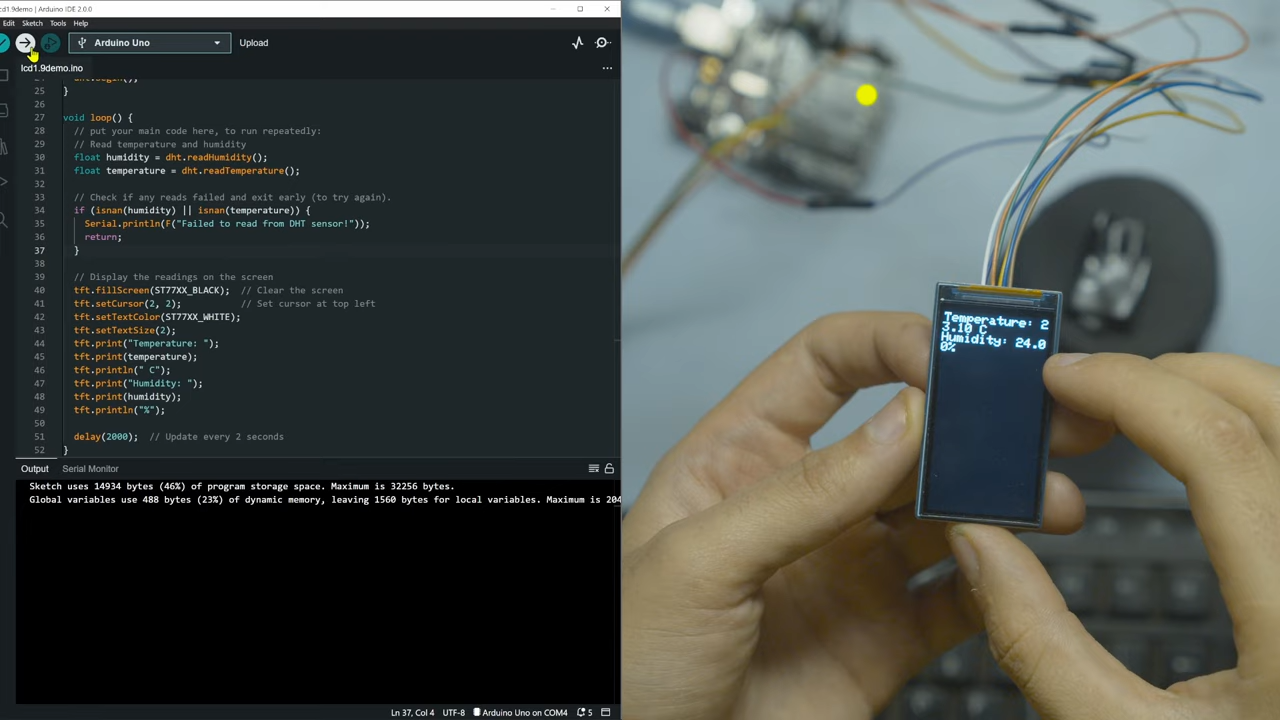 cd1.9demo | Arduino IDE 2.0.0
Edit Sketch Tools Help
Arduino Uno
Upload
lcd1.9demo.ino
25 }
26
27 void loop() {
28 // put your main code here, to run repeatedly:
29 // Read temperature and humidity
30 float humidity = dht.readHumidity();
31 float temperature = dht.readTemperature();
32
33 // Check if any reads failed and exit early (to try again).
34 if (isnan(humidity) || isnan(temperature)) {
35 Serial.println(F("Failed to read from DHT sensor!"));
36 return;
37 }
38
39 // Display the readings on the screen
40 tft.fillScreen(ST77XX_BLACK); // Clear the screen
41 tft.setCursor(2, 2); // Set cursor at top left
42 tft.setTextColor(ST77XX_WHITE);
43 tft.setTextSize(2);
44 tft.print("Temperature: ");
45 tft.print(temperature);
46 tft.println(" C");
47 tft.print("Humidity: ");
48 tft.print(humidity);
49 tft.println("%");
50
51 delay(2000); // Update every 2 seconds
52 }
Output Serial Monitor
Sketch uses 14934 bytes (46%) of program storage space. Maximum is 32256 bytes.
Global variables use 488 bytes (23%) of dynamic memory, leaving 1560 bytes for local variables. Maximum is 204
Ln 37, Col 4 UTF-8 Arduino Uno on COM4 5
Temperature: 2
3.10 C
Humidity: 24.0
0%